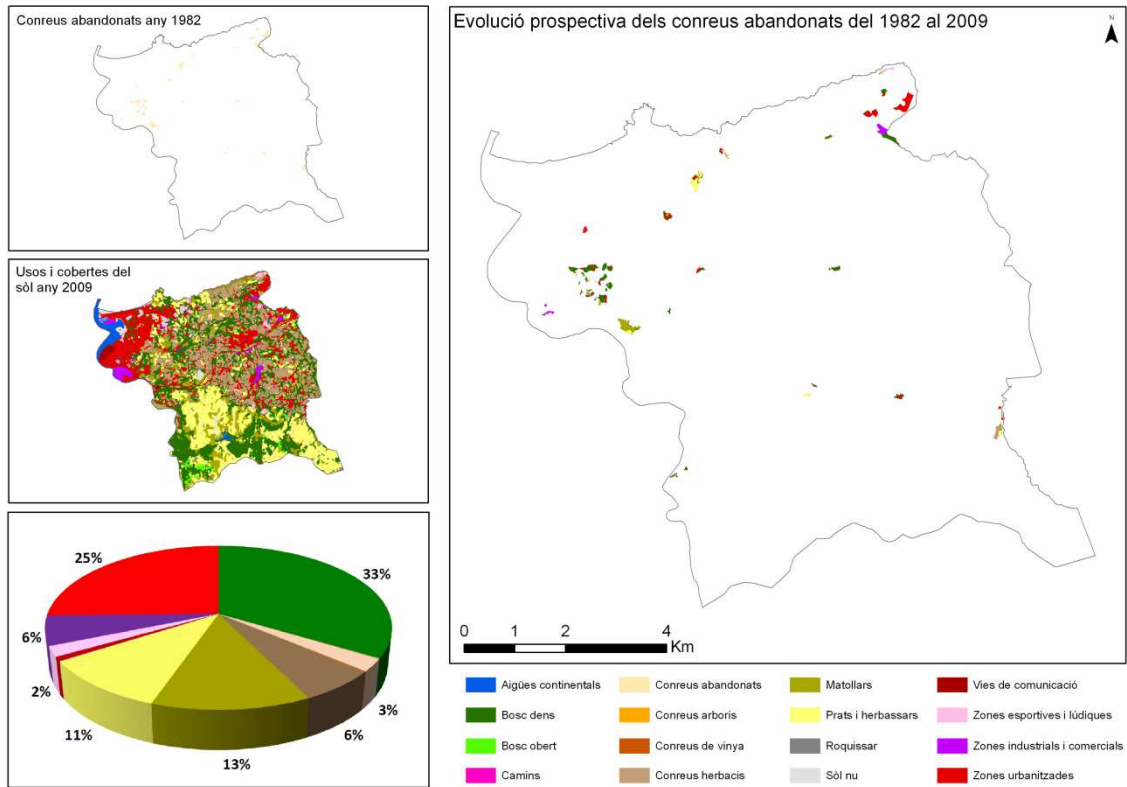 Conreus abandonats any 1982
Usos i cobertes del
sòl any 2009
25%
33%
6%
2%
3%
11%
6%
13%
Evolució prospectiva dels conreus abandonats del 1982 al 2009
N
0 1 2 4
Km
Aigües continentals
Bosc dens
Bosc obert
Camins
Conreus abandonats
Conreus arboris
Conreus de vinya
Conreus herbacis
Matollars
Prats i herbassars
Roquissar
Sòl nu
Vies de comunicació
Zones esportives i lúdiques
Zones industrials i comercials
Zones urbanitzades